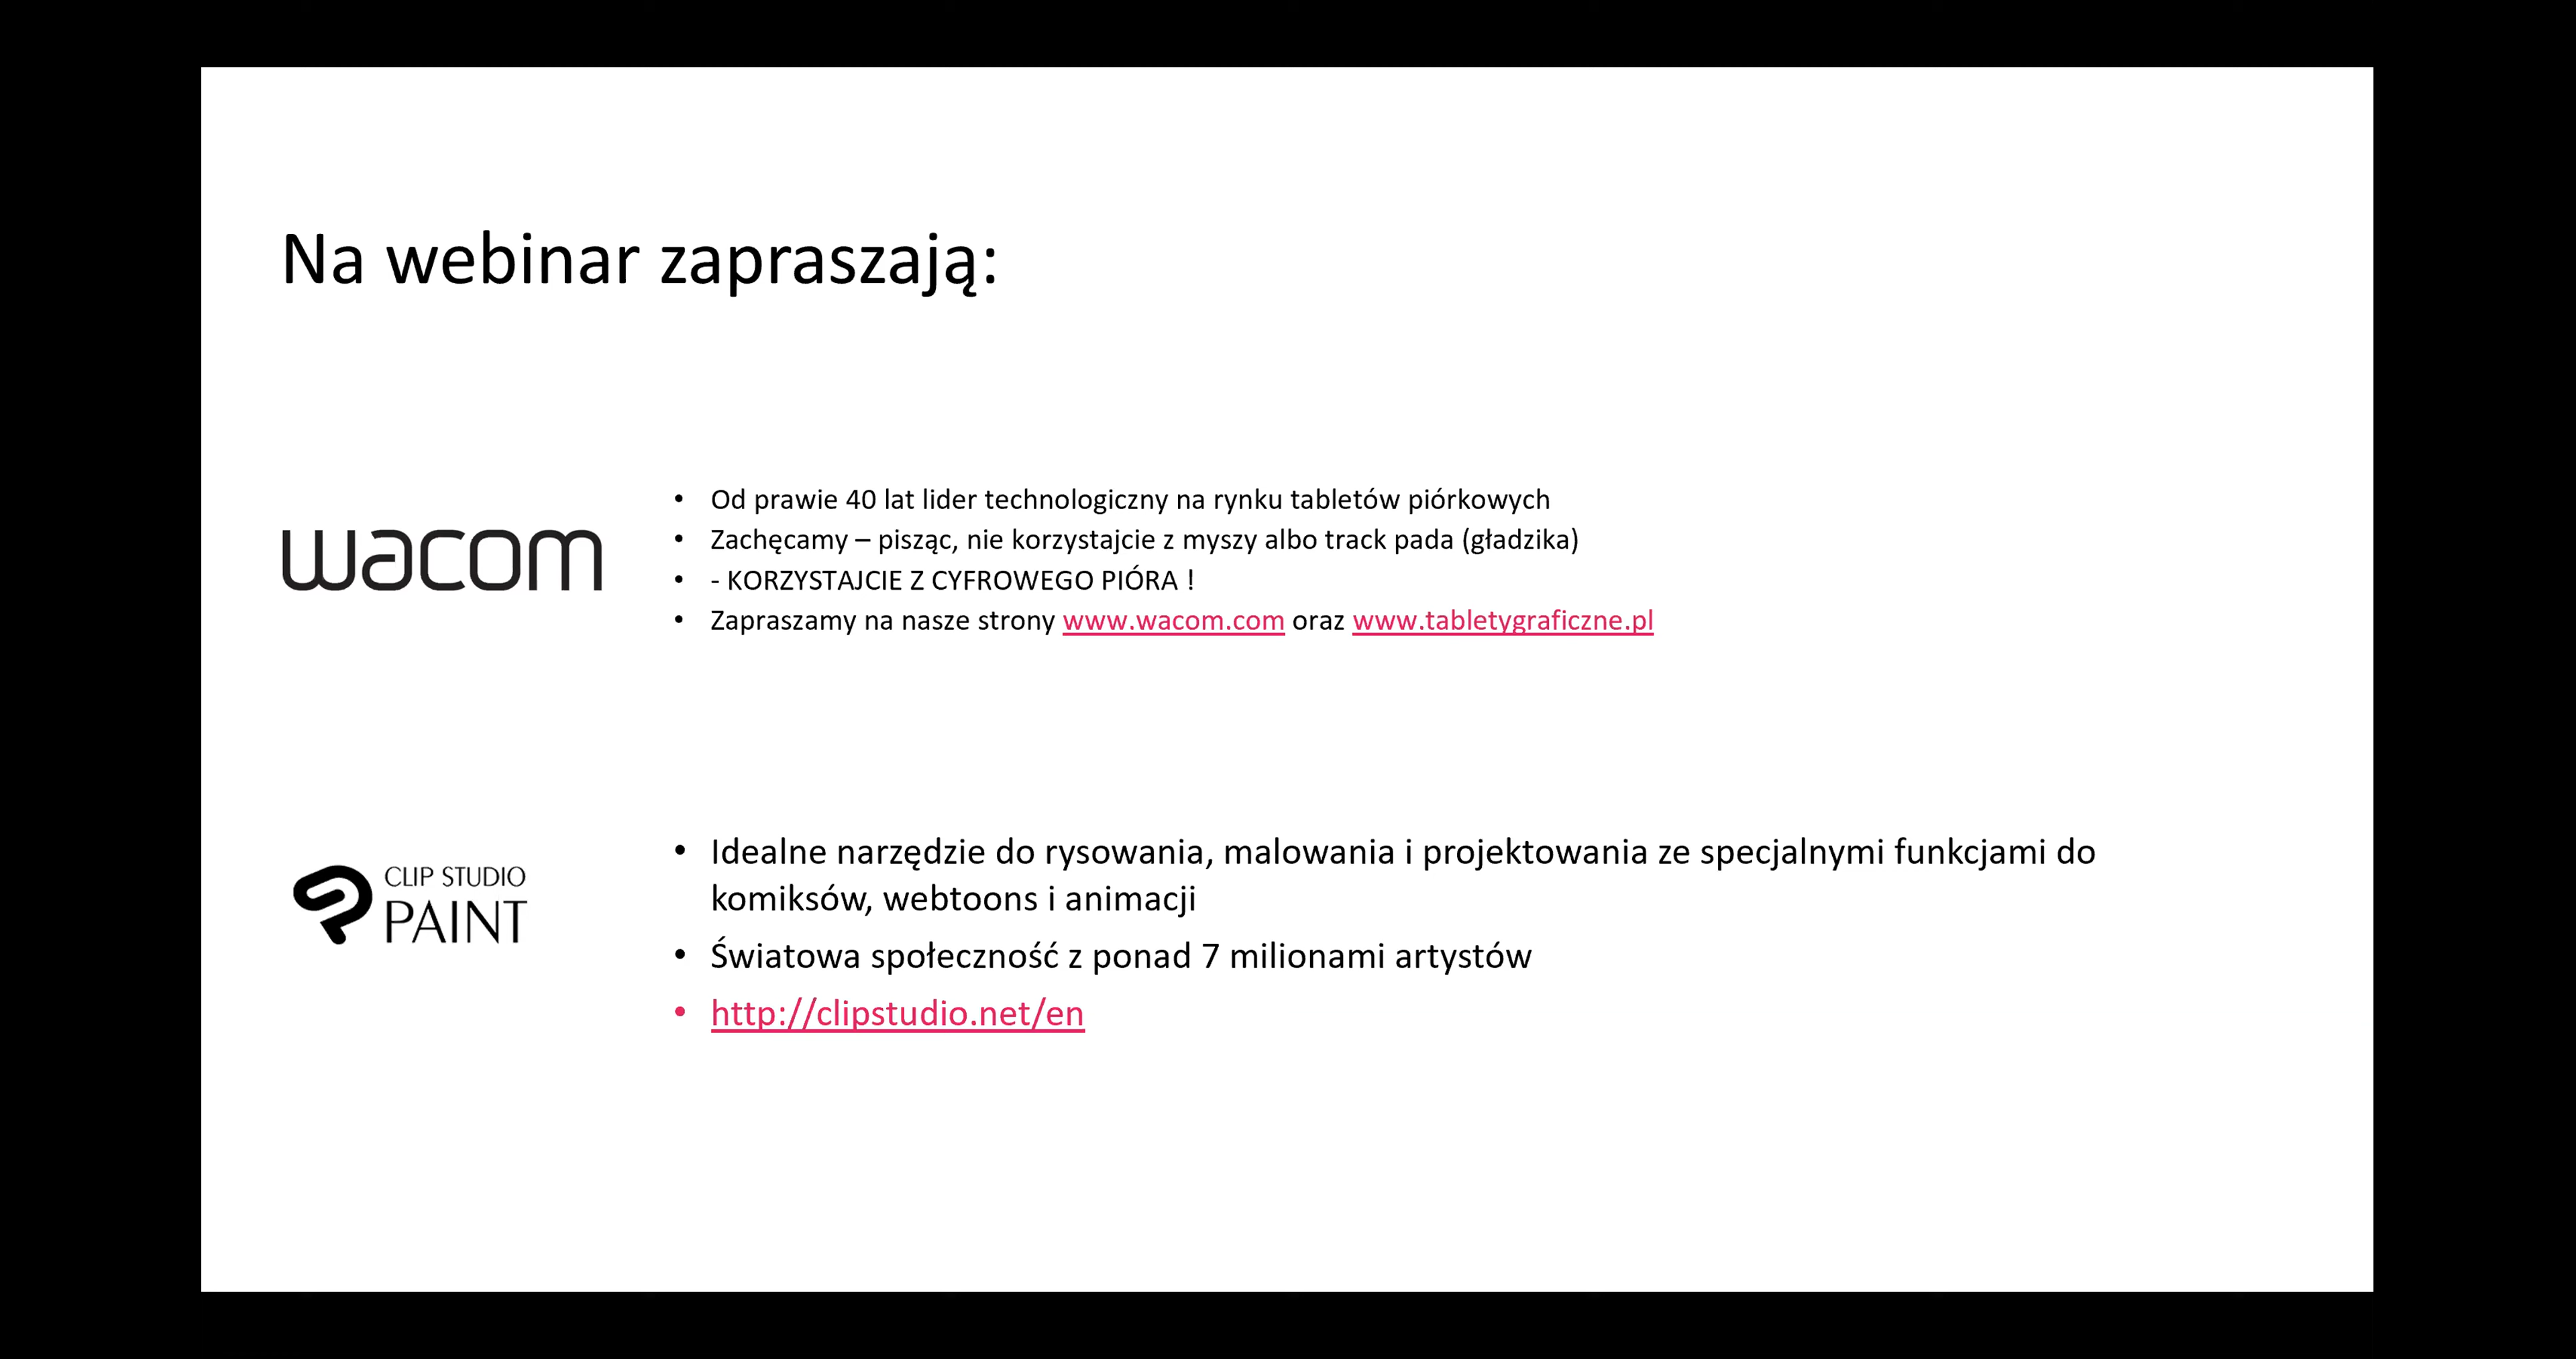 Na webinar zapraszają:
wacom
• Od prawie 40 lat lider technologiczny na rynku tabletów piórkowych
• Zachęcamy – pisząc, nie korzystajcie z myszy albo track pada (gładzika)
• - KORZYSTAJCIE Z CYFROWEGO PIÓRA !
• Zapraszamy na nasze strony www.wacom.com oraz www.tabletygraficzne.pl
CLIP STUDIO
PAINT
• Idealne narzędzie do rysowania, malowania i projektowania ze specjalnymi funkcjami do
komiksów, webtoons i animacji
• Światowa społeczność z ponad 7 milionami artystów
• http://clipstudio.net/en